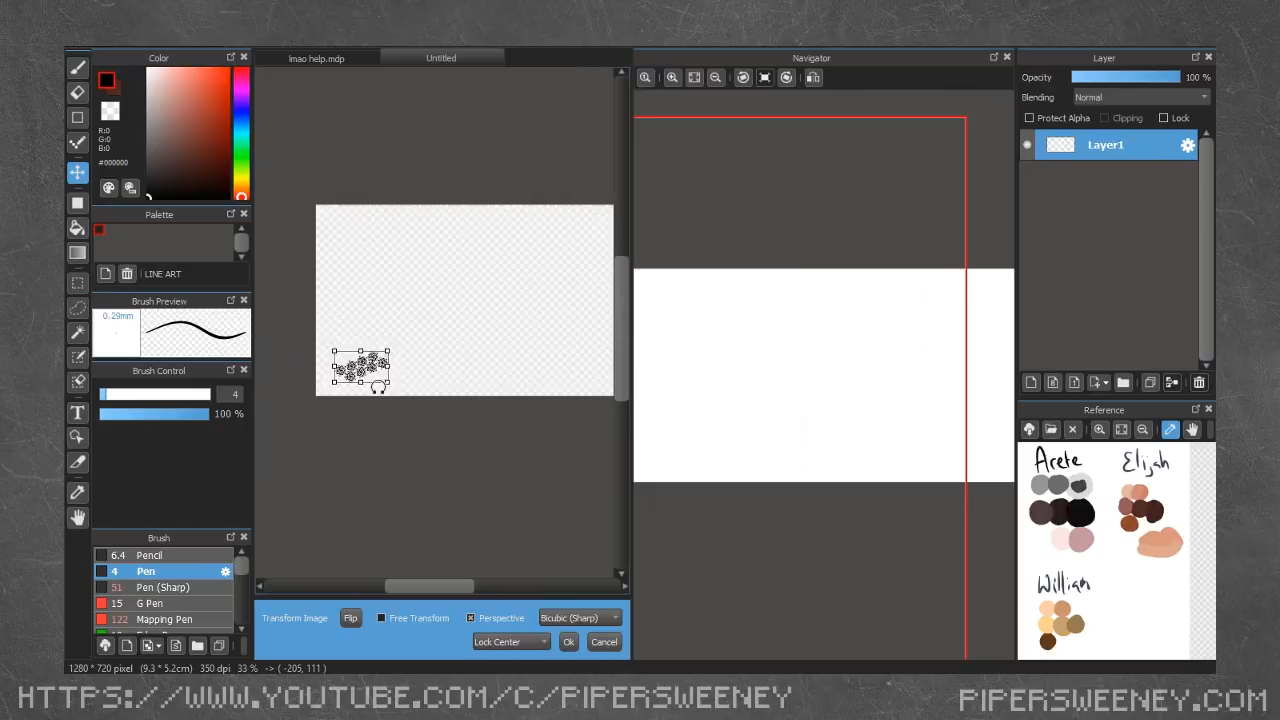 Color
lmao help.mdp
Untitled
Navigator
Layer
Opacity
100 %
Blending
Normal
Protect Alpha
Clipping
Lock
Layer1
R:0
G:0
B:0
#000000
Palette
LINE ART
Brush Preview
0.29mm
Brush Control
4
100 %
Reference
Arete
Elijah
Willian
Brush
6.4 Pencil
4 Pen
51 Pen (Sharp)
15 G Pen
122 Mapping Pen
Transform Image
Flip
Free Transform
Perspective
Bicubic (Sharp)
Lock Center
Ok
Cancel
1280 * 720 pixel (9.3 * 5.2cm) 350 dpi 33 % -> ( -205, 111 )
HTTPS://WWW.YOUTUBE.COM/C/PIPERSWEENEY
PIPERSWEENEY.COM